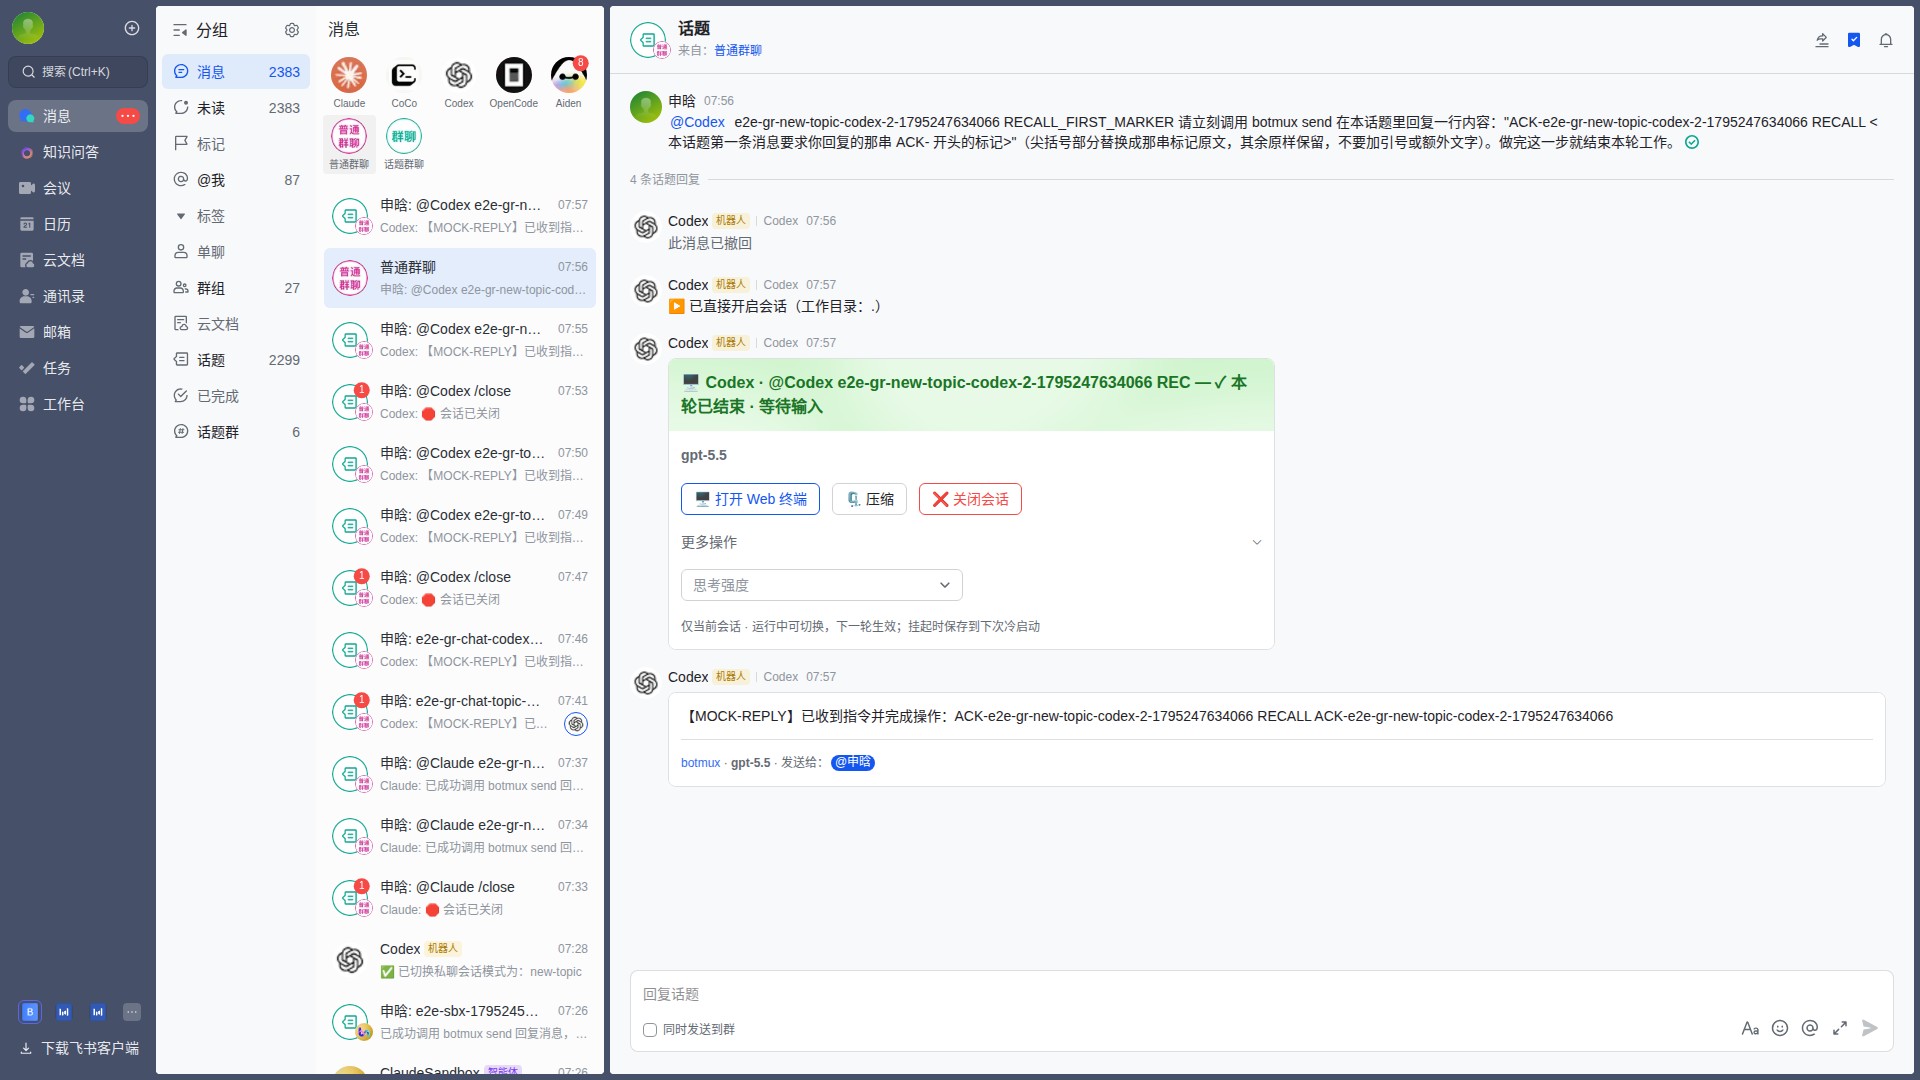 搜索 (Ctrl+K)
消息
知识问答
会议
日历
云文档
通讯录
邮箱
任务
工作台
下载飞书客户端
分组
消息 2383
未读 2383
标记
@我 87
标签
单聊
群组 27
云文档
话题 2299
已完成
话题群 6
消息
Claude
CoCo
Codex
OpenCode
8
Aiden
普通群聊
普通群聊
群聊
话题群聊
申晗: @Codex e2e-gr-n... 07:57
Codex: 【MOCK-REPLY】已收到指...
普通群聊 07:56
申晗: @Codex e2e-gr-new-topic-cod...
申晗: @Codex e2e-gr-n... 07:55
Codex: 【MOCK-REPLY】已收到指...
1
申晗: @Codex /close 07:53
Codex: 🛑 会话已关闭
申晗: @Codex e2e-gr-to... 07:50
Codex: 【MOCK-REPLY】已收到指...
申晗: @Codex e2e-gr-to... 07:49
Codex: 【MOCK-REPLY】已收到指...
1
申晗: @Codex /close 07:47
Codex: 🛑 会话已关闭
申晗: e2e-gr-chat-codex... 07:46
Codex: 【MOCK-REPLY】已收到指...
1
申晗: e2e-gr-chat-topic-... 07:41
Codex: 【MOCK-REPLY】已...
申晗: @Claude e2e-gr-n... 07:37
Claude: 已成功调用 botmux send 回...
申晗: @Claude e2e-gr-n... 07:34
Claude: 已成功调用 botmux send 回...
1
申晗: @Claude /close 07:33
Claude: 🛑 会话已关闭
Codex 机器人 07:28
✅ 已切换私聊会话模式为：new-topic
申晗: e2e-sbx-1795245... 07:26
已成功调用 botmux send 回复消息，...
ClaudeSandbox 智能体 07:26
话题
来自：普通群聊
申晗 07:56
@Codex e2e-gr-new-topic-codex-2-1795247634066 RECALL_FIRST_MARKER 请立刻调用 botmux send 在本话题里回复一行内容："ACK-e2e-gr-new-topic-codex-2-1795247634066 RECALL <
本话题第一条消息要求你回复的那串 ACK- 开头的标记>"（尖括号部分替换成那串标记原文，其余原样保留，不要加引号或额外文字）。做完这一步就结束本轮工作。
4 条话题回复
Codex 机器人 Codex 07:56
此消息已撤回
Codex 机器人 Codex 07:57
▶️ 已直接开启会话（工作目录：.）
Codex 机器人 Codex 07:57
🖥️ Codex · @Codex e2e-gr-new-topic-codex-2-1795247634066 REC — ✓ 本
轮已结束 · 等待输入
gpt-5.5
🖥️ 打开 Web 终端
🗜️ 压缩
❌ 关闭会话
更多操作
思考强度
仅当前会话 · 运行中可切换，下一轮生效；挂起时保存到下次冷启动
Codex 机器人 Codex 07:57
【MOCK-REPLY】已收到指令并完成操作：ACK-e2e-gr-new-topic-codex-2-1795247634066 RECALL ACK-e2e-gr-new-topic-codex-2-1795247634066
botmux · gpt-5.5 · 发送给：@申晗
回复话题
同时发送到群